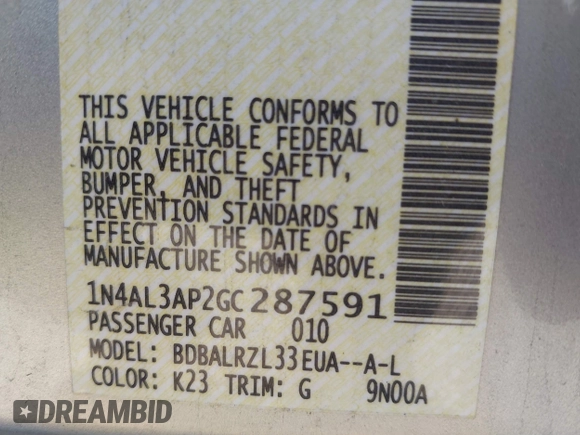 THIS VEHICLE CONFORMS TO
ALL APPLICABLE FEDERAL
MOTOR VEHICLE SAFETY,
BUMPER, AND THEFT
PREVENTION STANDARDS IN
EFFECT ON THE DATE OF
MANUFACTURE SHOWN ABOVE.
1N4AL3AP2GC287591
PASSENGER CAR 010
MODEL: BDBALRZL33EUA--A-L
COLOR: K23 TRIM: G 9N00A
DREAMBID